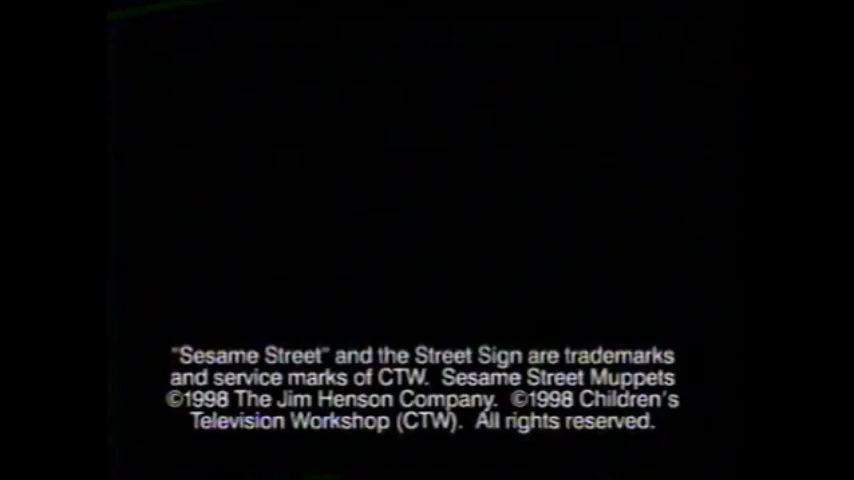 "Sesame Street" and the Street Sign are trademarks
and service marks of CTW. Sesame Street Muppets
©1998 The Jim Henson Company. ©1998 Children's
Television Workshop (CTW). All rights reserved.